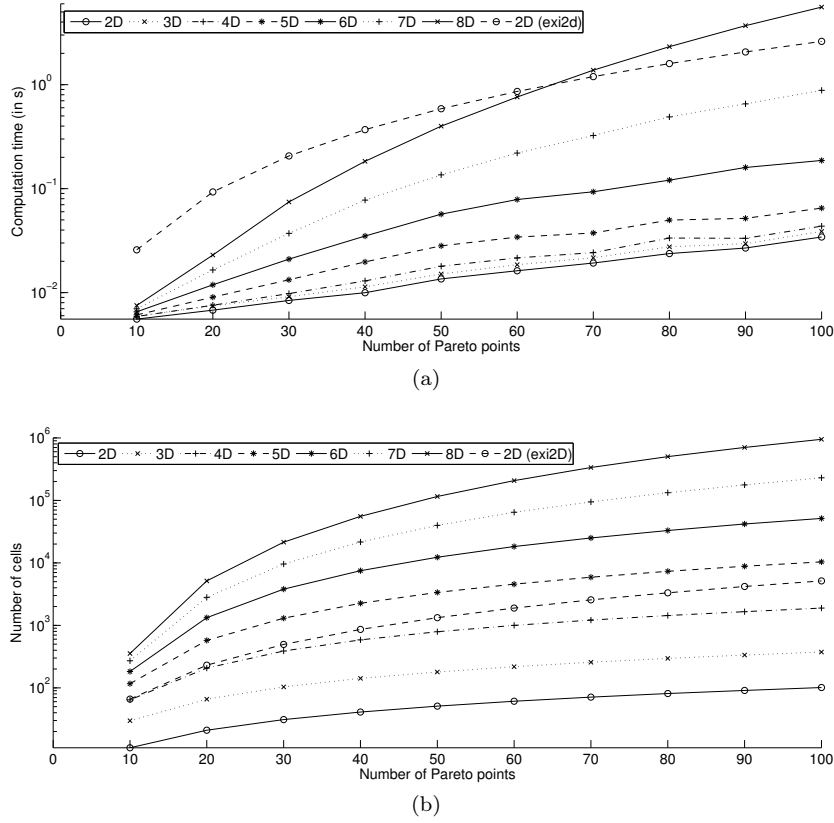 2D 3D 4D 5D 6D 7D 8D 2D (exi2d)
Computation time (in s)
10^0
10^-1
10^-2
0 10 20 30 40 50 60 70 80 90 100
Number of Pareto points
(a)
2D 3D 4D 5D 6D 7D 8D 2D (exi2D)
Number of cells
10^6
10^5
10^4
10^3
10^2
0 10 20 30 40 50 60 70 80 90 100
Number of Pareto points
(b)